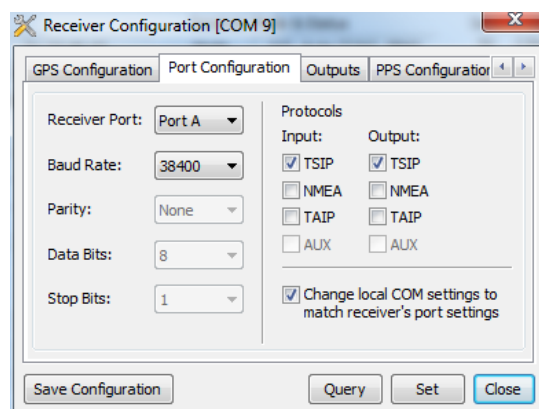 Receiver Configuration [COM 9]
GPS Configuration Port Configuration Outputs PPS Configuration
Receiver Port: Port A
Baud Rate: 38400
Parity: None
Data Bits: 8
Stop Bits: 1
Protocols
Input: Output:
TSIP TSIP
NMEA NMEA
TAIP TAIP
AUX AUX
Change local COM settings to
match receiver's port settings
Save Configuration Query Set Close